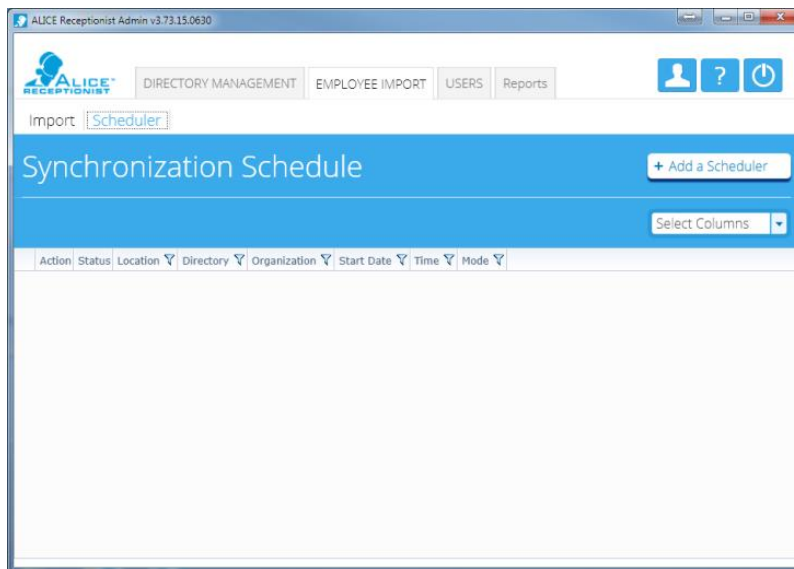 ALICE Receptionist Admin v3.73.15.0630
ALICE™
RECEPTIONIST
DIRECTORY MANAGEMENT EMPLOYEE IMPORT USERS Reports ?
Import Scheduler
Synchronization Schedule + Add a Scheduler
Select Columns
Action Status Location Directory Organization Start Date Time Mode